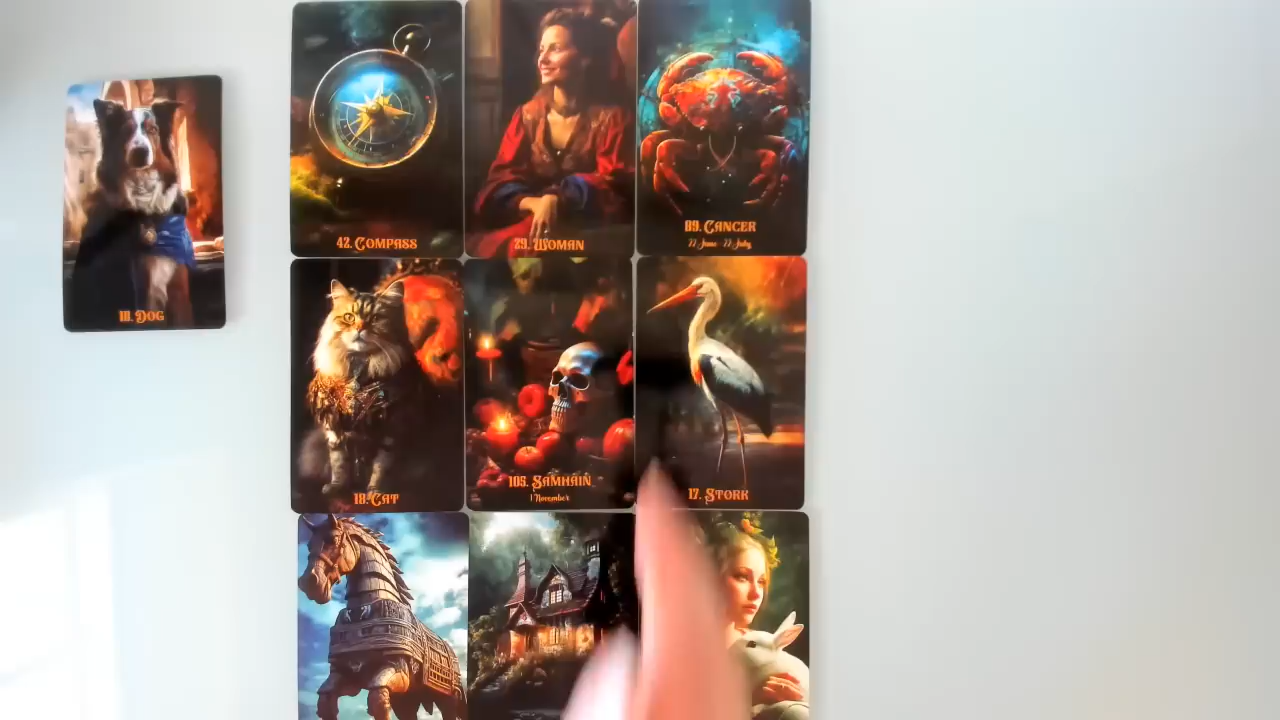 42. COMPASS
29. WOMAN
89. CANCER
22 June - 22 July
18. DOG
18. CAT
105. SAMHAIN
1 November
17. STORK